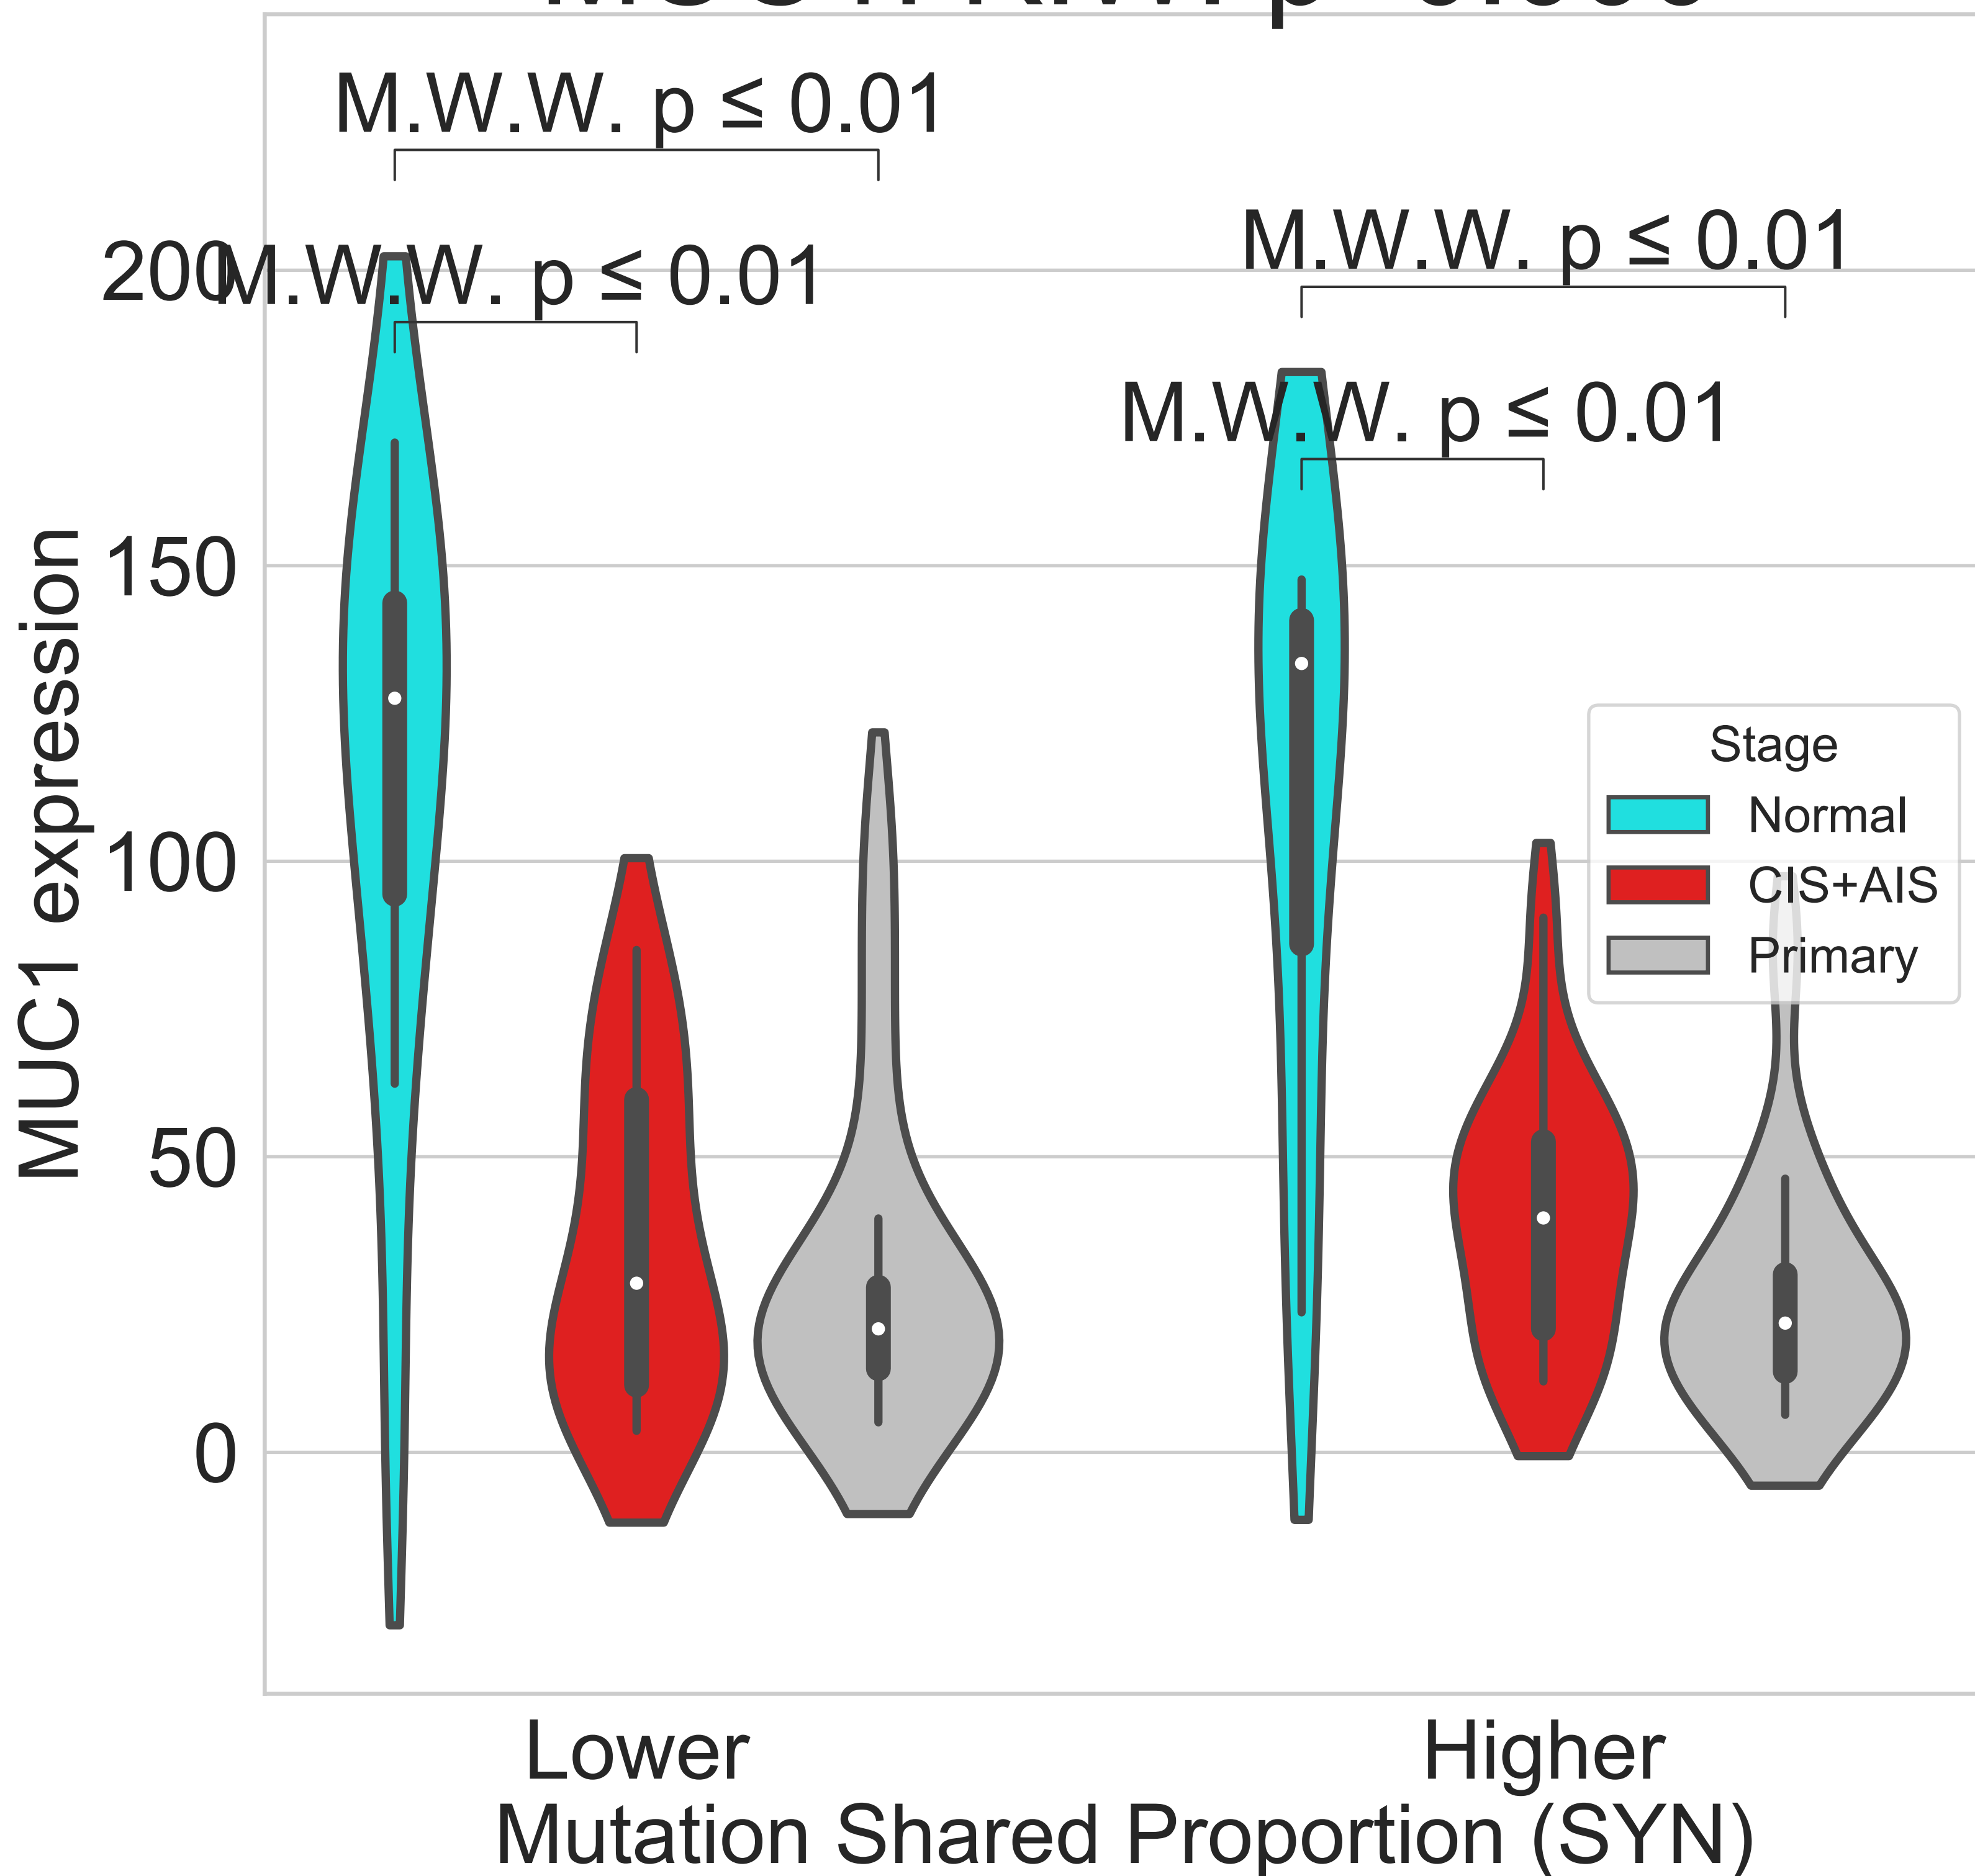 M.W.W. p ≤ 0.01
M.W.W. p ≤ 0.01
M.W.W. p ≤ 0.01
M.W.W. p ≤ 0.01
200
150
100
50
0
MUC1 expression
Stage
Normal
CIS+AIS
Primary
Lower
Higher
Mutation Shared Proportion (SYN)